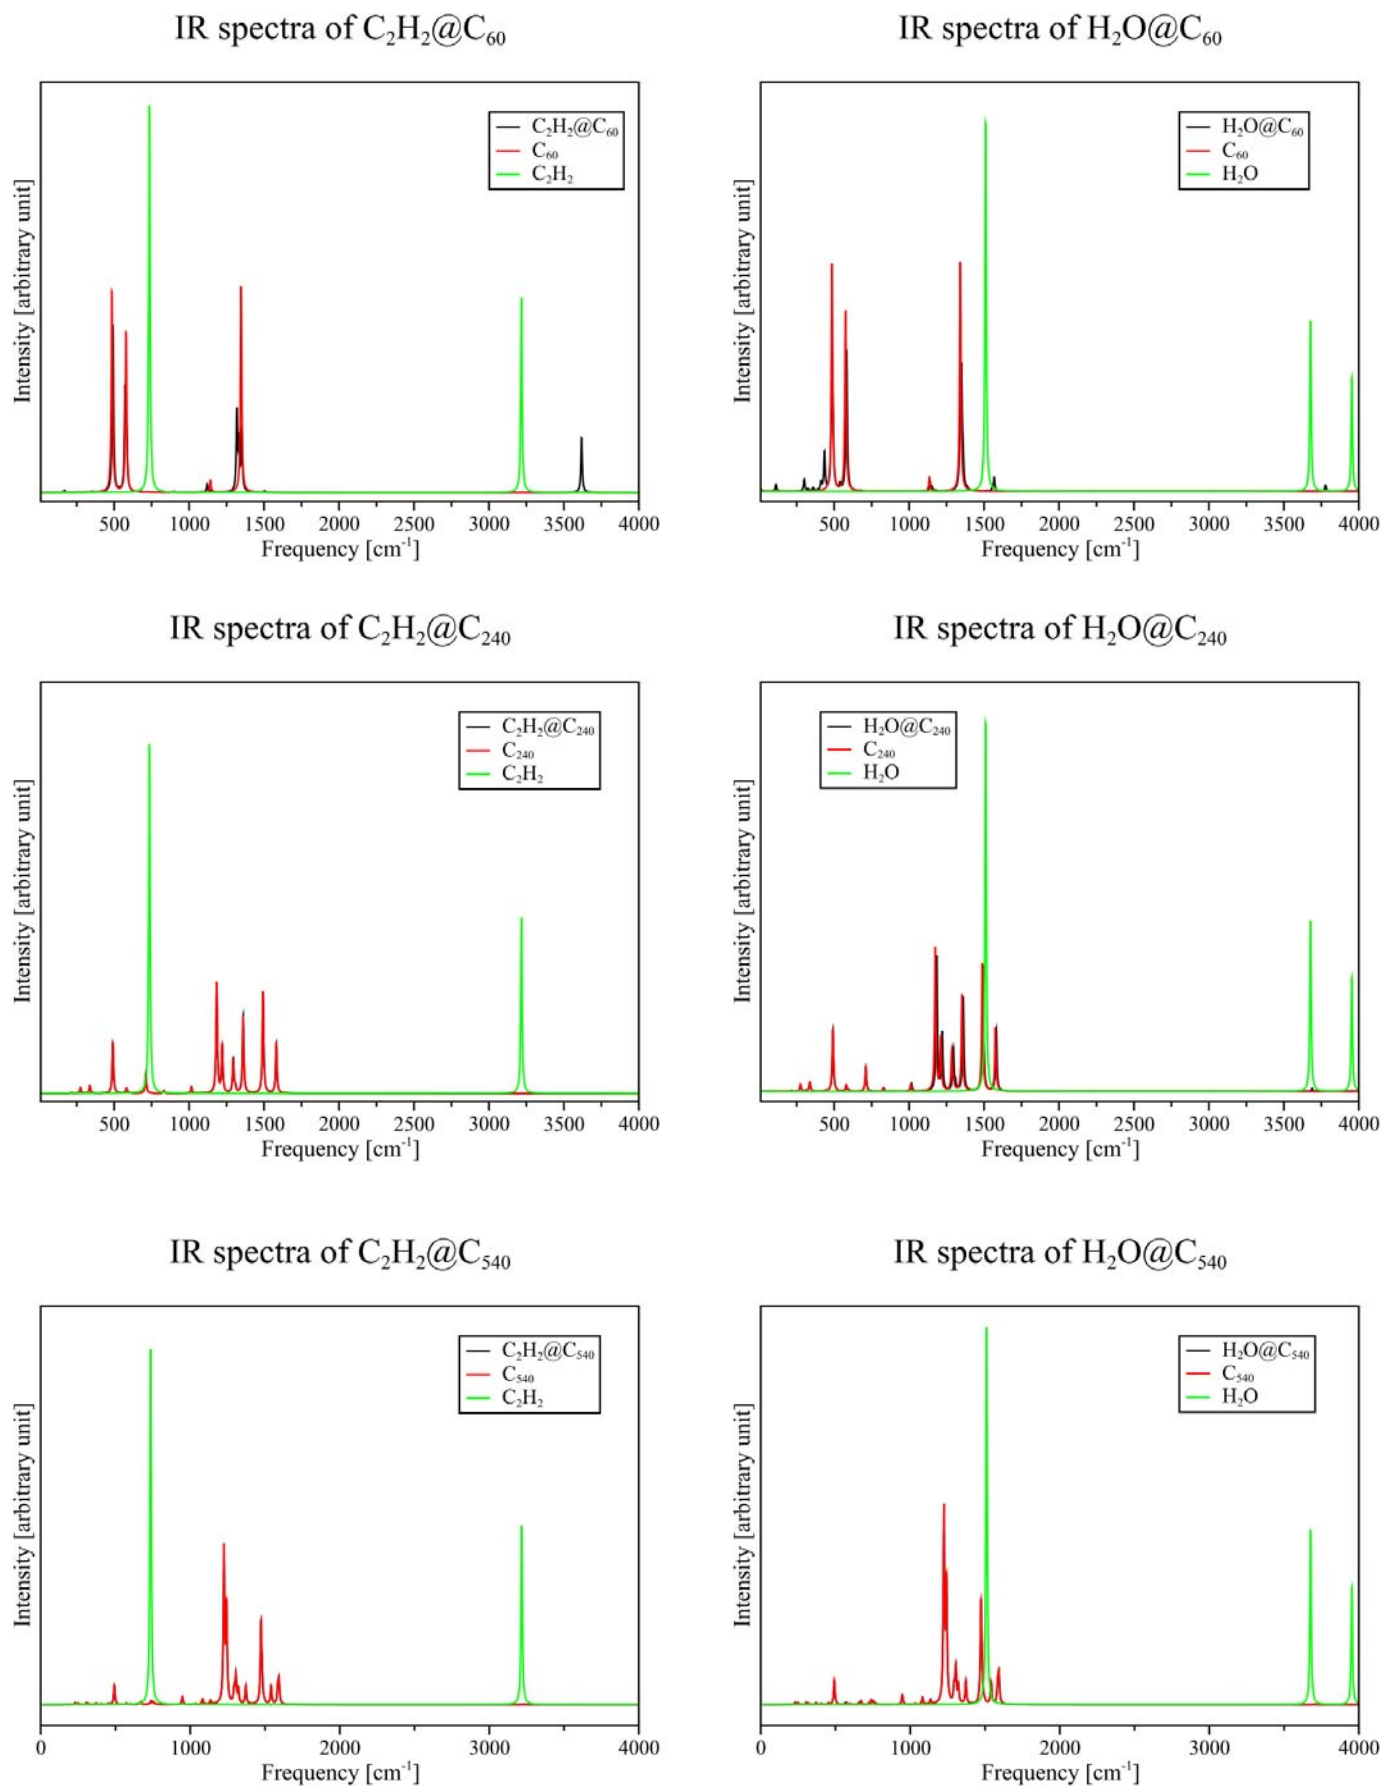 IR spectra of C₂H₂@C₆₀
Intensity [arbitrary unit]
C₂H₂@C₆₀
C₆₀
C₂H₂
500 1000 1500 2000 2500 3000 3500 4000
Frequency [cm⁻¹]
IR spectra of H₂O@C₆₀
Intensity [arbitrary unit]
H₂O@C₆₀
C₆₀
H₂O
500 1000 1500 2000 2500 3000 3500 4000
Frequency [cm⁻¹]
IR spectra of C₂H₂@C₂₄₀
Intensity [arbitrary unit]
C₂H₂@C₂₄₀
C₂₄₀
C₂H₂
500 1000 1500 2000 2500 3000 3500 4000
Frequency [cm⁻¹]
IR spectra of H₂O@C₂₄₀
Intensity [arbitrary unit]
H₂O@C₂₄₀
C₂₄₀
H₂O
500 1000 1500 2000 2500 3000 3500 4000
Frequency [cm⁻¹]
IR spectra of C₂H₂@C₅₄₀
Intensity [arbitrary unit]
C₂H₂@C₅₄₀
C₅₄₀
C₂H₂
0 1000 2000 3000 4000
Frequency [cm⁻¹]
IR spectra of H₂O@C₅₄₀
Intensity [arbitrary unit]
H₂O@C₅₄₀
C₅₄₀
H₂O
0 1000 2000 3000 4000
Frequency [cm⁻¹]